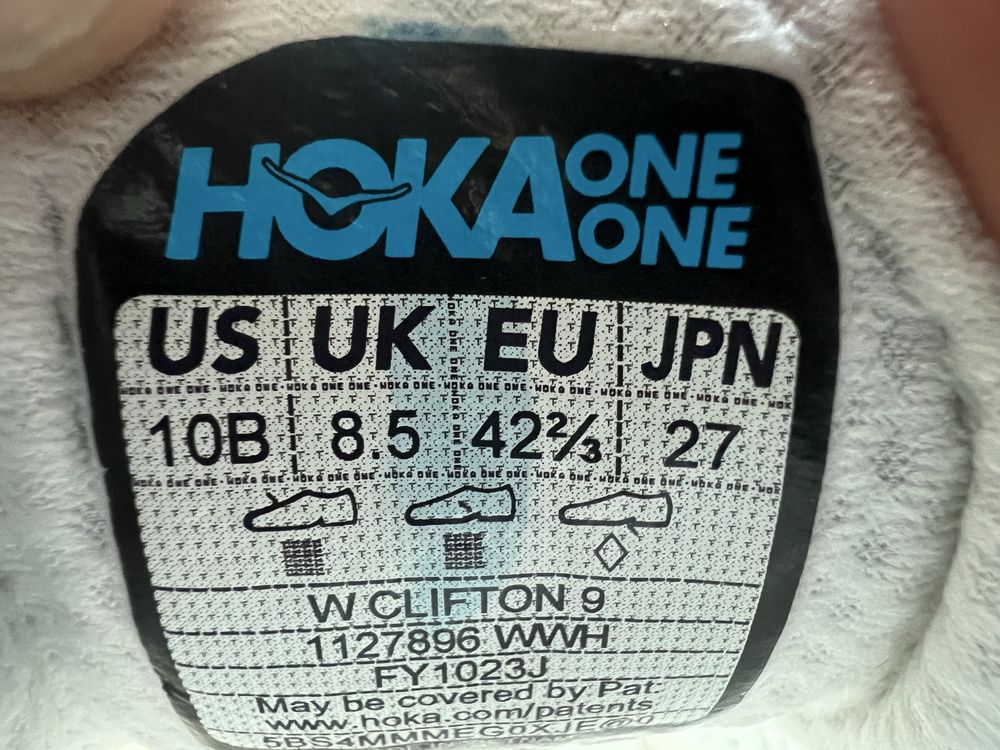 HOKA ONE ONE
US UK EU JPN
10B 8.5 42⅔ 27
W CLIFTON 9
1127896 WWH
FY1023J
May be covered by Pat:
www.hoka.com/patents